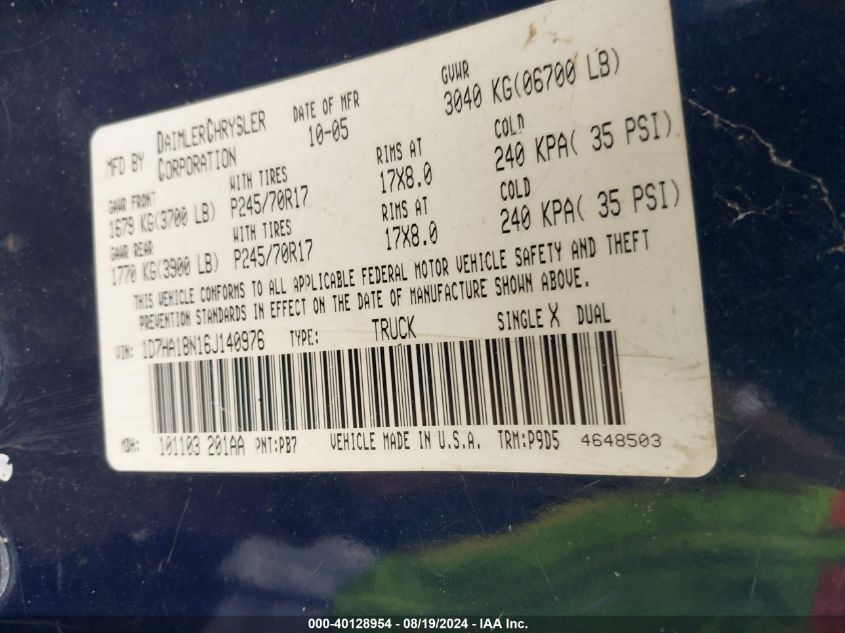 MFD BY DAIMLERCHRYSLER CORPORATION DATE OF MFR 10-05 GVWR 3040 KG(06700 LB)
GAWR FRONT WITH TIRES RIMS AT COLD
1679 KG(3700 LB) P245/70R17 17X8.0 240 KPA( 35 PSI)
GAWR REAR WITH TIRES RIMS AT COLD
1770 KG(3900 LB) P245/70R17 17X8.0 240 KPA( 35 PSI)
THIS VEHICLE CONFORMS TO ALL APPLICABLE FEDERAL MOTOR VEHICLE SAFETY AND THEFT
PREVENTION STANDARDS IN EFFECT ON THE DATE OF MANUFACTURE SHOWN ABOVE.
VIN: 1D7HA18N16J140976 TYPE: TRUCK SINGLE X DUAL
MDH: 101103 201AA PNT:PB7 VEHICLE MADE IN U.S.A. TRM:P9D5 4648503
000-40128954 - 08/19/2024 - IAA Inc.